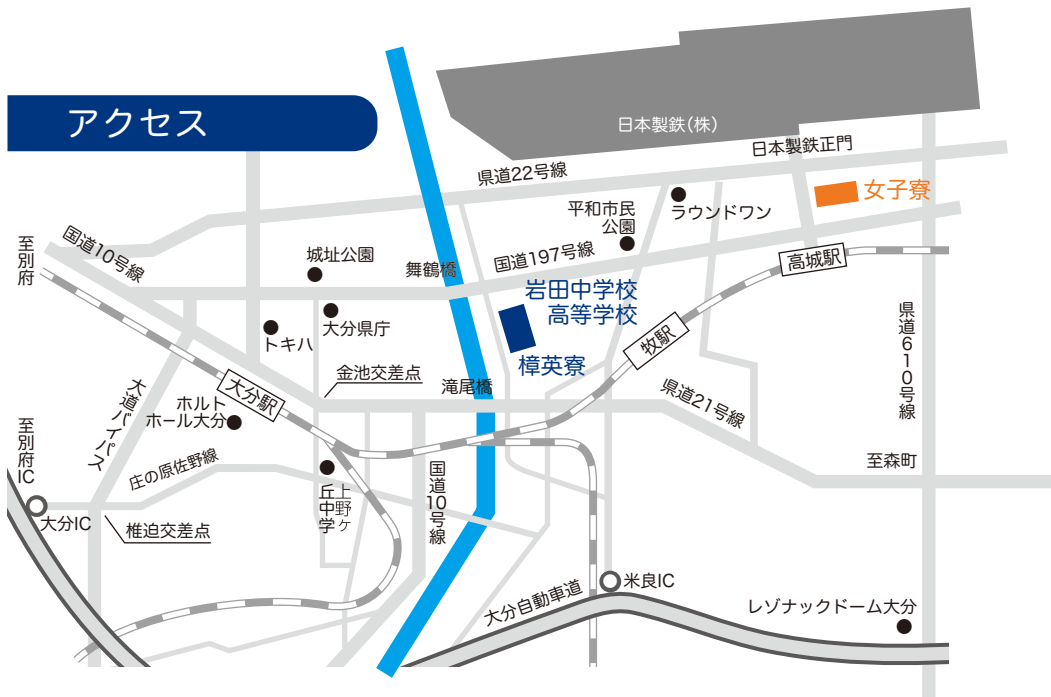 アクセス
日本製鉄(株)
日本製鉄正門
県道22号線
女子寮
平和市民
公園
ラウンドワン
至別府
国道10号線
城址公園
舞鶴橋
国道197号線
高城駅
岩田中学校
高等学校
大分県庁
トキハ
牧駅
県道610号線
樟英寮
金池交差点
滝尾橋
大分駅
県道21号線
大道バイパス
ホルト
ホール大分
至別府IC
庄の原佐野線
至森町
上野ヶ
丘中学
国道10号線
大分IC
椎迫交差点
米良IC
大分自動車道
レゾナックドーム大分